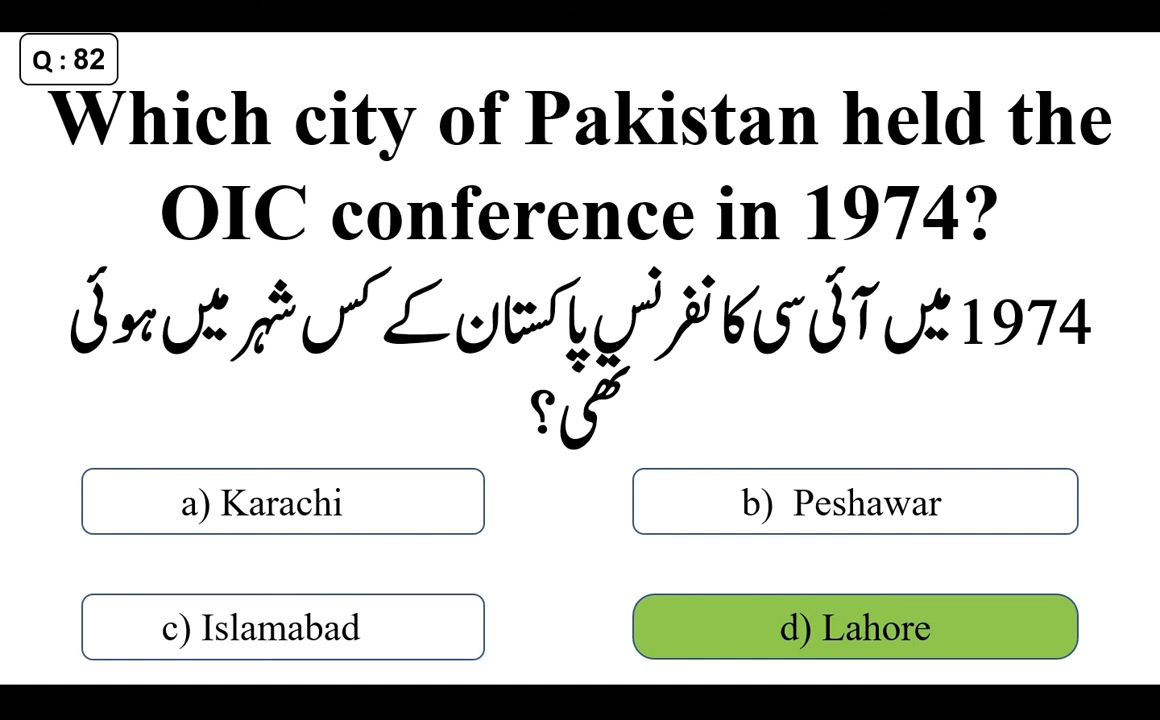 Q : 82
Which city of Pakistan held the
OIC conference in 1974?
1974 میں آئی سی کانفرنس پاکستان کے کس شہر میں ہوئی
تھی؟
a) Karachi
b) Peshawar
c) Islamabad
d) Lahore